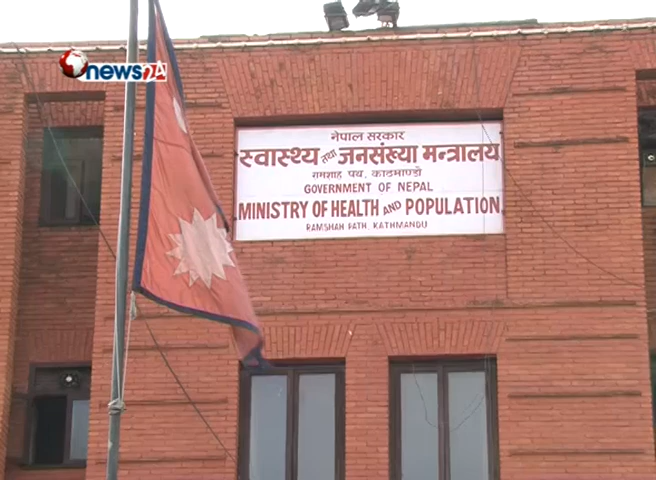 news24
नेपाल सरकार
स्वास्थ्य तथा जनसंख्या मन्त्रालय
रामशाह पथ, काठमाण्डौ
GOVERNMENT OF NEPAL
MINISTRY OF HEALTH AND POPULATION
RAMSHAH PATH, KATHMANDU